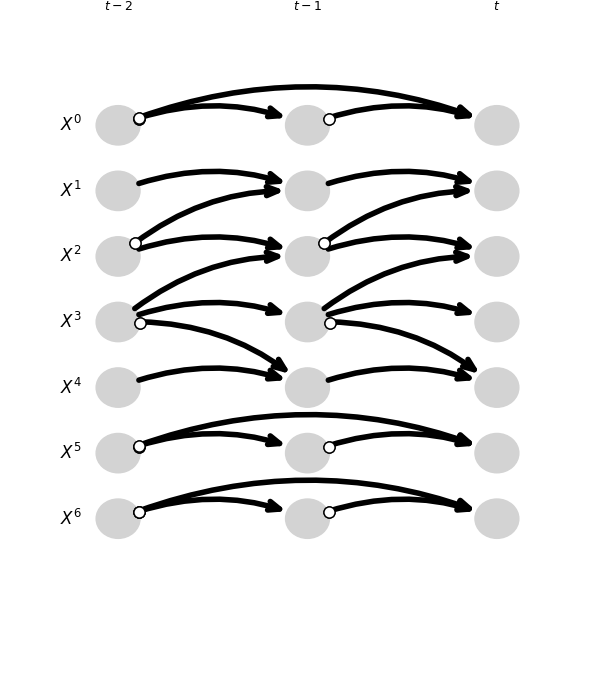 t − 2 t − 1 t
X⁰
X¹
X²
X³
X⁴
X⁵
X⁶